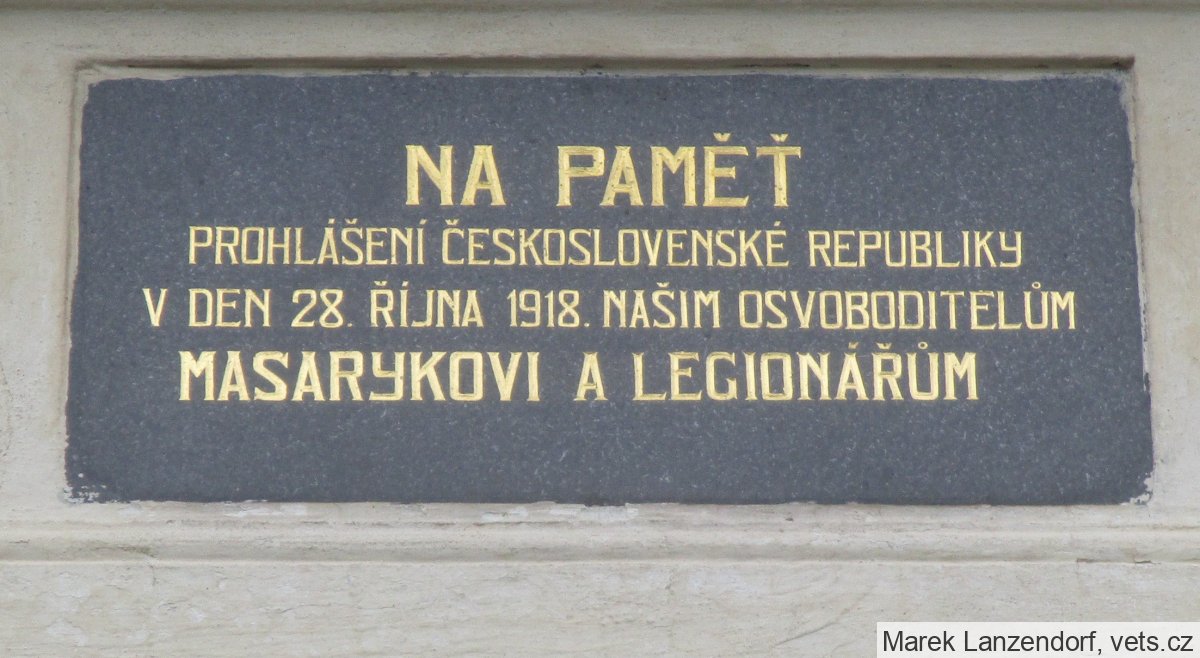 NA PAMĚŤ
PROHLÁŠENÍ ČESKOSLOVENSKÉ REPUBLIKY
V DEN 28. ŘÍJNA 1918. NAŠIM OSVOBODITELŮM
MASARYKOVI A LEGIONÁŘŮM
Marek Lanzendorf, vets.cz